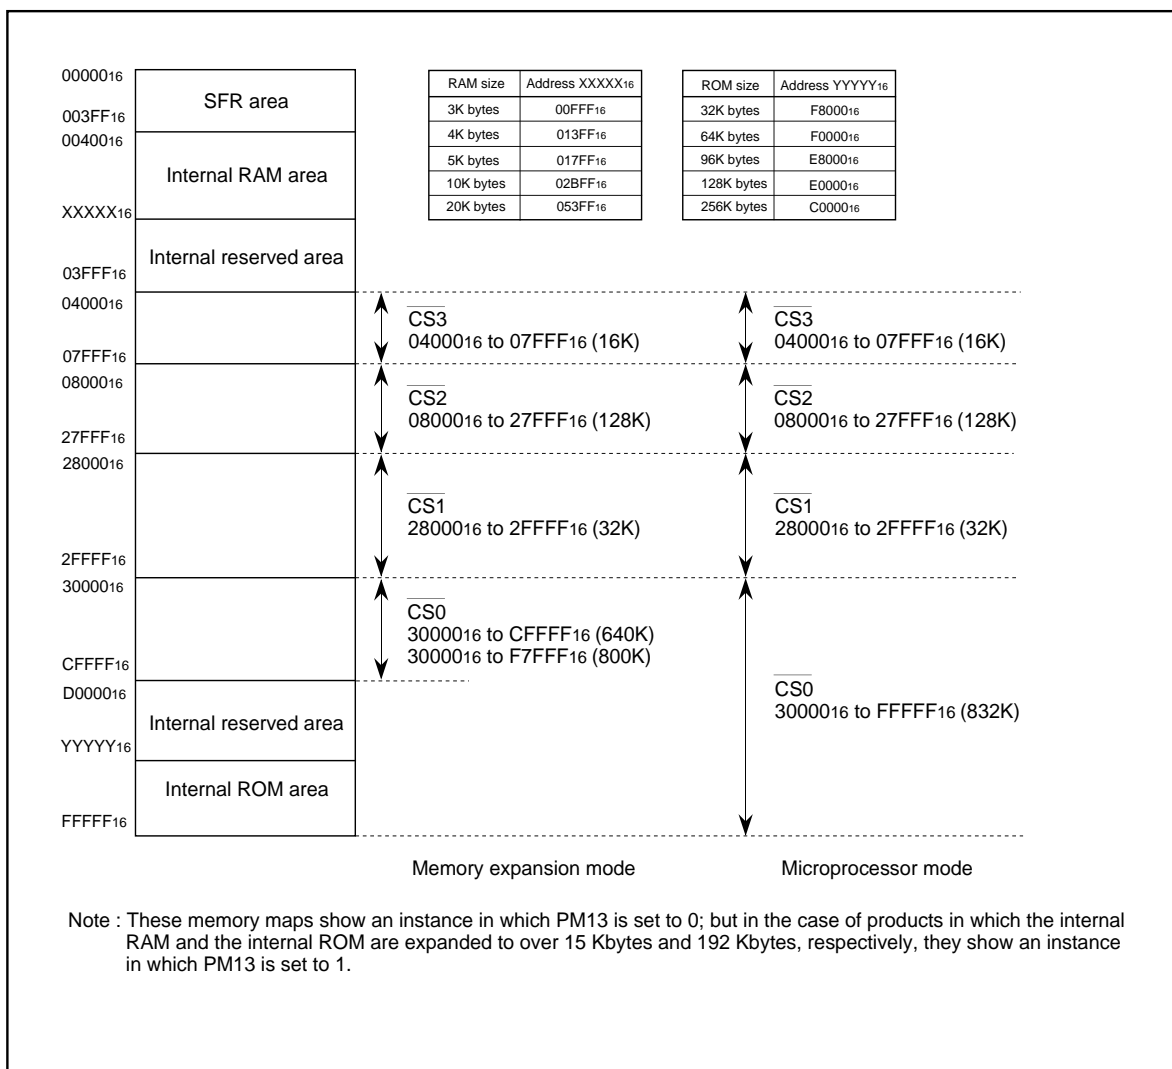 0000016
SFR area
003FF16
0040016
Internal RAM area
XXXXX16
Internal reserved area
03FFF16
0400016
07FFF16
0800016
27FFF16
2800016
2FFFF16
3000016
CFFFF16
D000016
Internal reserved area
YYYYY16
Internal ROM area
FFFFF16
RAM size Address XXXXX16
3K bytes 00FFF16
4K bytes 013FF16
5K bytes 017FF16
10K bytes 02BFF16
20K bytes 053FF16
ROM size Address YYYYY16
32K bytes F800016
64K bytes F000016
96K bytes E800016
128K bytes E000016
256K bytes C000016
CS3
0400016 to 07FFF16 (16K)
CS2
0800016 to 27FFF16 (128K)
CS1
2800016 to 2FFFF16 (32K)
CS0
3000016 to CFFFF16 (640K)
3000016 to F7FFF16 (800K)
Memory expansion mode
CS3
0400016 to 07FFF16 (16K)
CS2
0800016 to 27FFF16 (128K)
CS1
2800016 to 2FFFF16 (32K)
CS0
3000016 to FFFFF16 (832K)
Microprocessor mode
Note : These memory maps show an instance in which PM13 is set to 0; but in the case of products in which the internal
RAM and the internal ROM are expanded to over 15 Kbytes and 192 Kbytes, respectively, they show an instance
in which PM13 is set to 1.